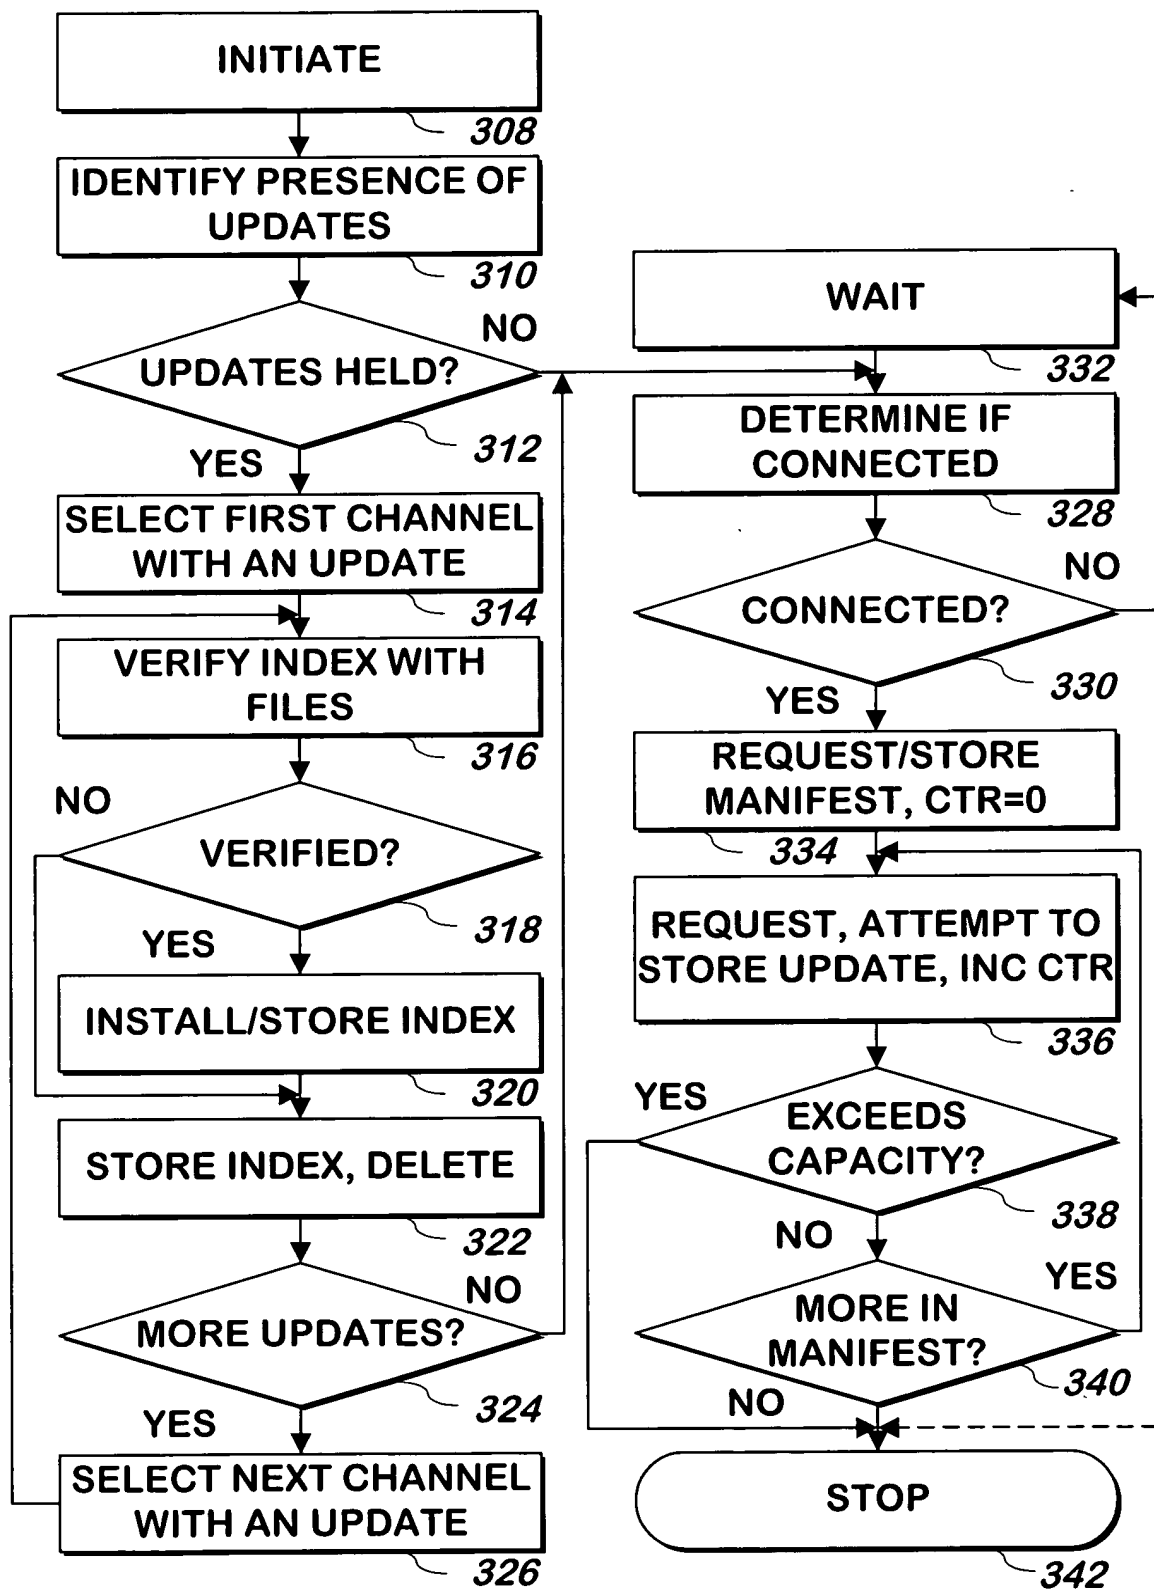 INITIATE
308
IDENTIFY PRESENCE OF
UPDATES
310
UPDATES HELD?
NO
312
YES
SELECT FIRST CHANNEL
WITH AN UPDATE
314
VERIFY INDEX WITH
FILES
316
NO
VERIFIED?
318
YES
INSTALL/STORE INDEX
320
STORE INDEX, DELETE
322
NO
MORE UPDATES?
324
YES
SELECT NEXT CHANNEL
WITH AN UPDATE
326
WAIT
332
DETERMINE IF
CONNECTED
328
NO
CONNECTED?
330
YES
REQUEST/STORE
MANIFEST, CTR=0
334
REQUEST, ATTEMPT TO
STORE UPDATE, INC CTR
336
YES
EXCEEDS
CAPACITY?
338
NO
YES
MORE IN
MANIFEST?
340
NO
STOP
342